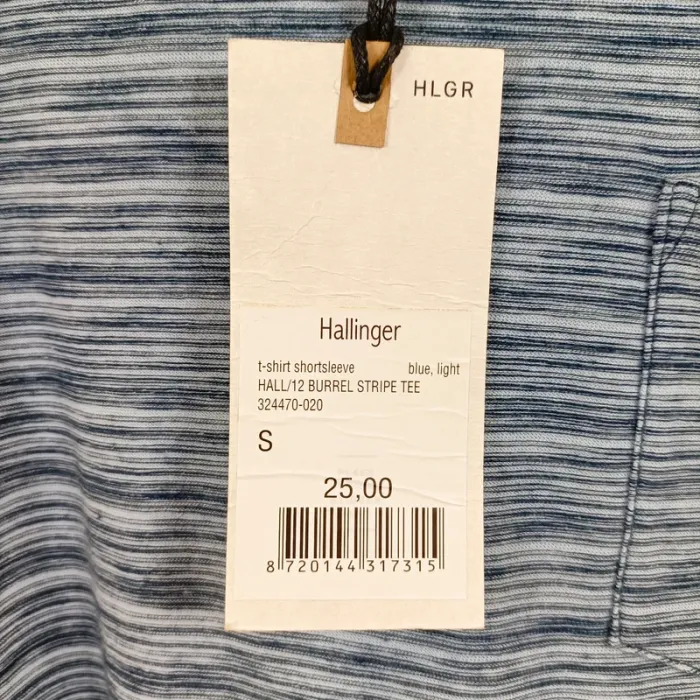 HLGR
Hallinger
t-shirt shortsleeve blue, light
HALL/12 BURREL STRIPE TEE
324470-020
S
25,00
8 720144 317315